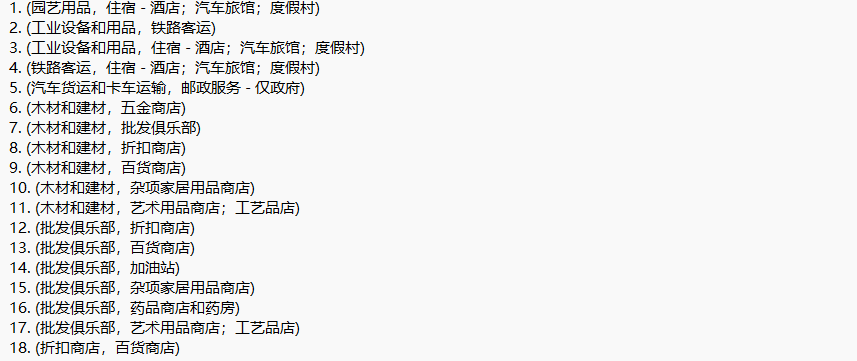 1. (园艺用品，住宿 - 酒店；汽车旅馆；度假村)
2. (工业设备和用品，铁路客运)
3. (工业设备和用品，住宿 - 酒店；汽车旅馆；度假村)
4. (铁路客运，住宿 - 酒店；汽车旅馆；度假村)
5. (汽车货运和卡车运输，邮政服务 - 仅政府)
6. (木材和建材，五金商店)
7. (木材和建材，批发俱乐部)
8. (木材和建材，折扣商店)
9. (木材和建材，百货商店)
10. (木材和建材，杂项家居用品商店)
11. (木材和建材，艺术用品商店；工艺品店)
12. (批发俱乐部，折扣商店)
13. (批发俱乐部，百货商店)
14. (批发俱乐部，加油站)
15. (批发俱乐部，杂项家居用品商店)
16. (批发俱乐部，药品商店和药房)
17. (批发俱乐部，艺术用品商店；工艺品店)
18. (折扣商店，百货商店)